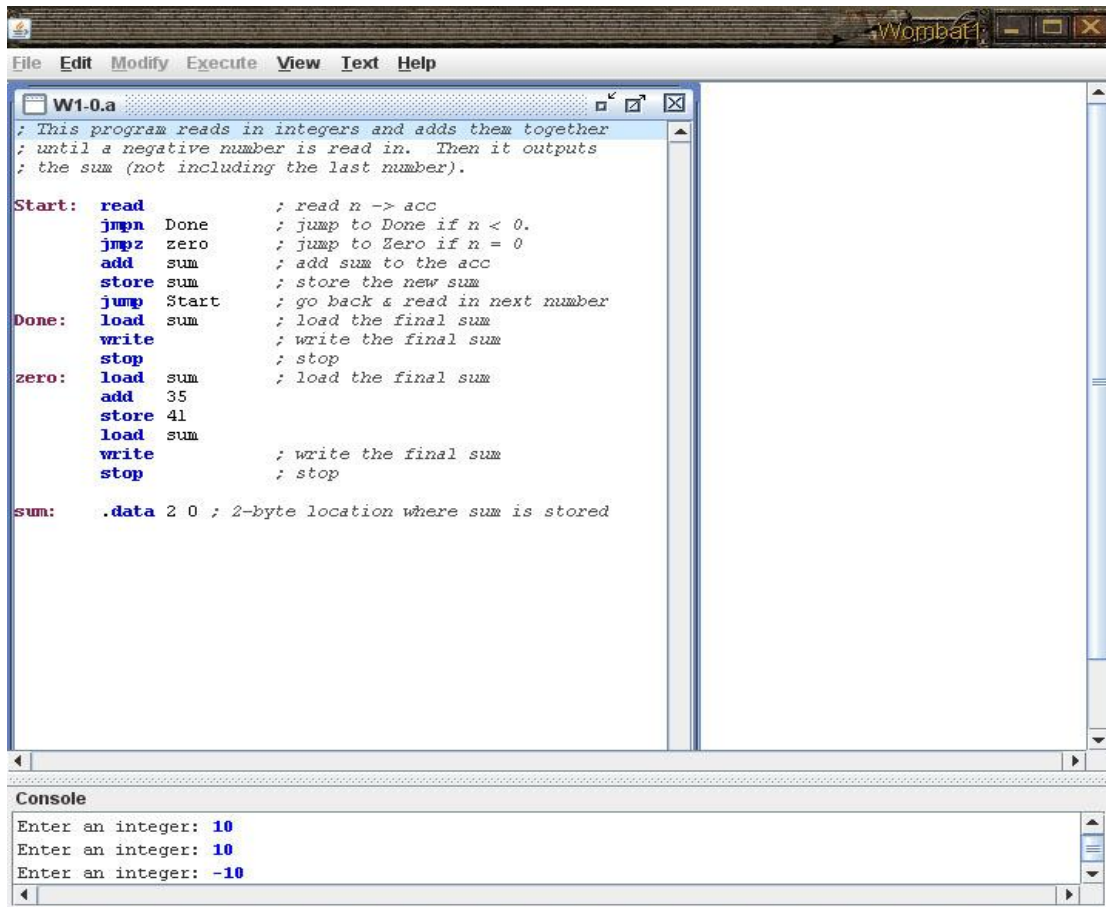 Wombat1
File Edit Modify Execute View Text Help
W1-0.a
; This program reads in integers and adds them together
; until a negative number is read in.  Then it outputs
; the sum (not including the last number).
Start:  read            ; read n -> acc
        jmpn  Done      ; jump to Done if n < 0.
        jmpz  zero      ; jump to Zero if n = 0
        add   sum       ; add sum to the acc
        store sum       ; store the new sum
        jump  Start     ; go back & read in next number
Done:   load  sum       ; load the final sum
        write           ; write the final sum
        stop            ; stop
zero:   load  sum       ; load the final sum
        add   35
        store 41
        load  sum
        write           ; write the final sum
        stop            ; stop
sum:    .data 2 0 ; 2-byte location where sum is stored
Console
Enter an integer: 10
Enter an integer: 10
Enter an integer: -10